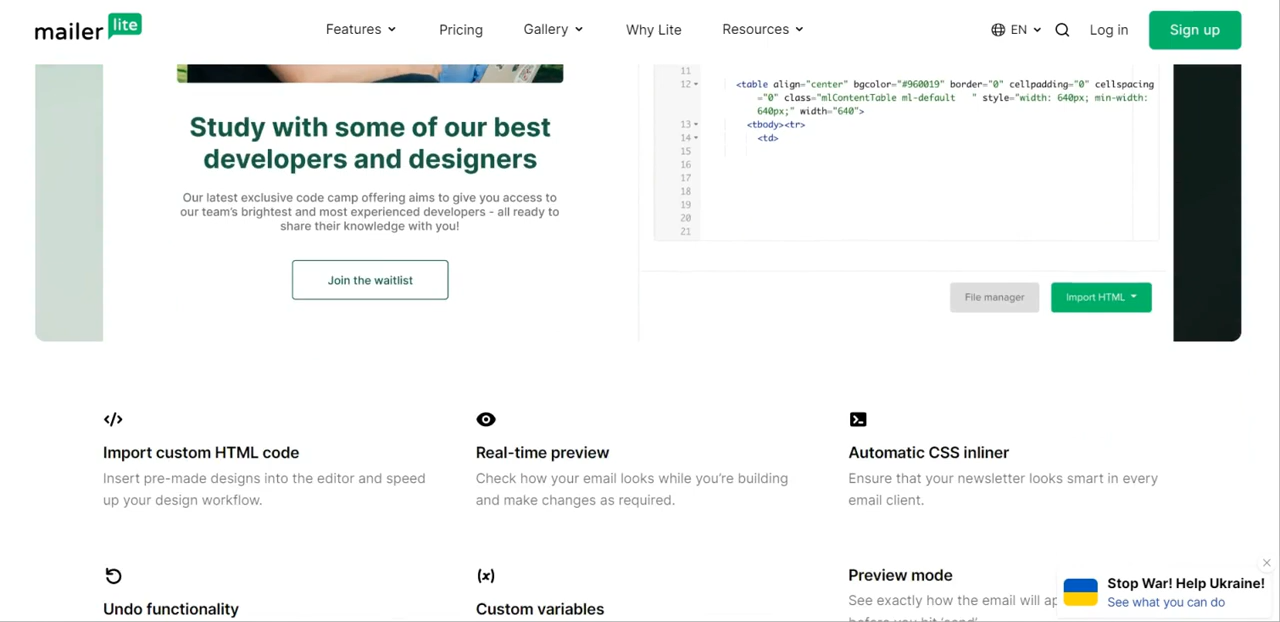 mailer lite
Features
Pricing
Gallery
Why Lite
Resources
EN
Log in
Sign up
Study with some of our best
developers and designers
Our latest exclusive code camp offering aims to give you access to
our team's brightest and most experienced developers - all ready to
share their knowledge with you!
Join the waitlist
11
12 <table align="center" bgcolor="#960019" border="0" cellpadding="0" cellspacing
="0" class="mlContentTable ml-default   " style="width: 640px; min-width:
640px;" width="640">
13 <tbody><tr>
14 <td>
15
16
17
18
19
20
21
File manager
Import HTML
</>
Import custom HTML code
Insert pre-made designs into the editor and speed
up your design workflow.
Real-time preview
Check how your email looks while you're building
and make changes as required.
Automatic CSS inliner
Ensure that your newsletter looks smart in every
email client.
Undo functionality
(x)
Custom variables
Preview mode
See exactly how the email will
before you hit 'send'
Stop War! Help Ukraine!
See what you can do